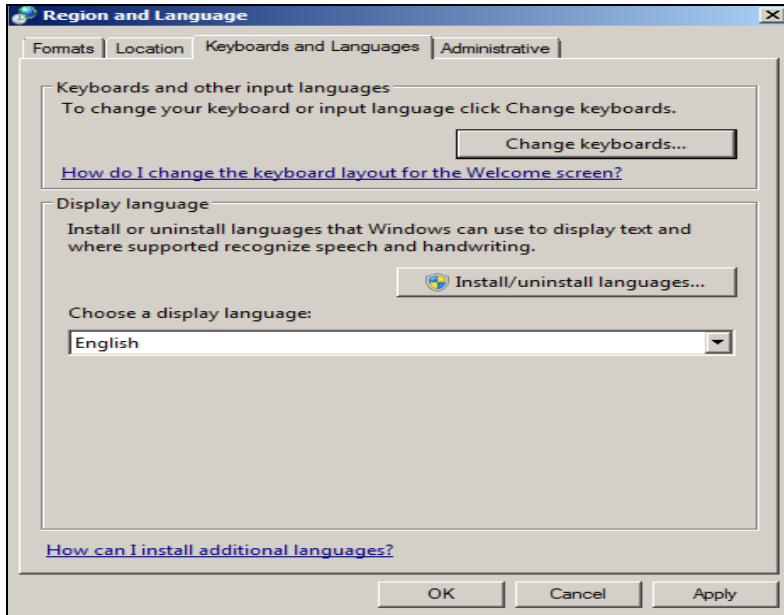 Region and Language
Formats Location Keyboards and Languages Administrative
Keyboards and other input languages
To change your keyboard or input language click Change keyboards.
Change keyboards...
How do I change the keyboard layout for the Welcome screen?
Display language
Install or uninstall languages that Windows can use to display text and
where supported recognize speech and handwriting.
Install/uninstall languages...
Choose a display language:
English
How can I install additional languages?
OK Cancel Apply